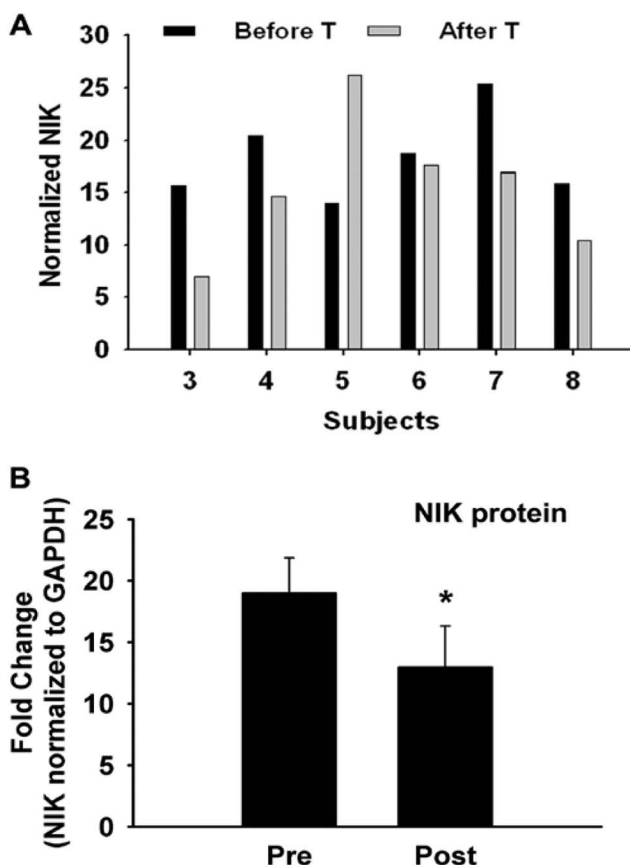 A
Before T After T
30
25
20
15
10
5
0
Normalized NIK
3 4 5 6 7 8
Subjects
B
NIK protein
25
20
15
10
5
0
Fold Change
(NIK normalized to GAPDH)
*
Pre Post